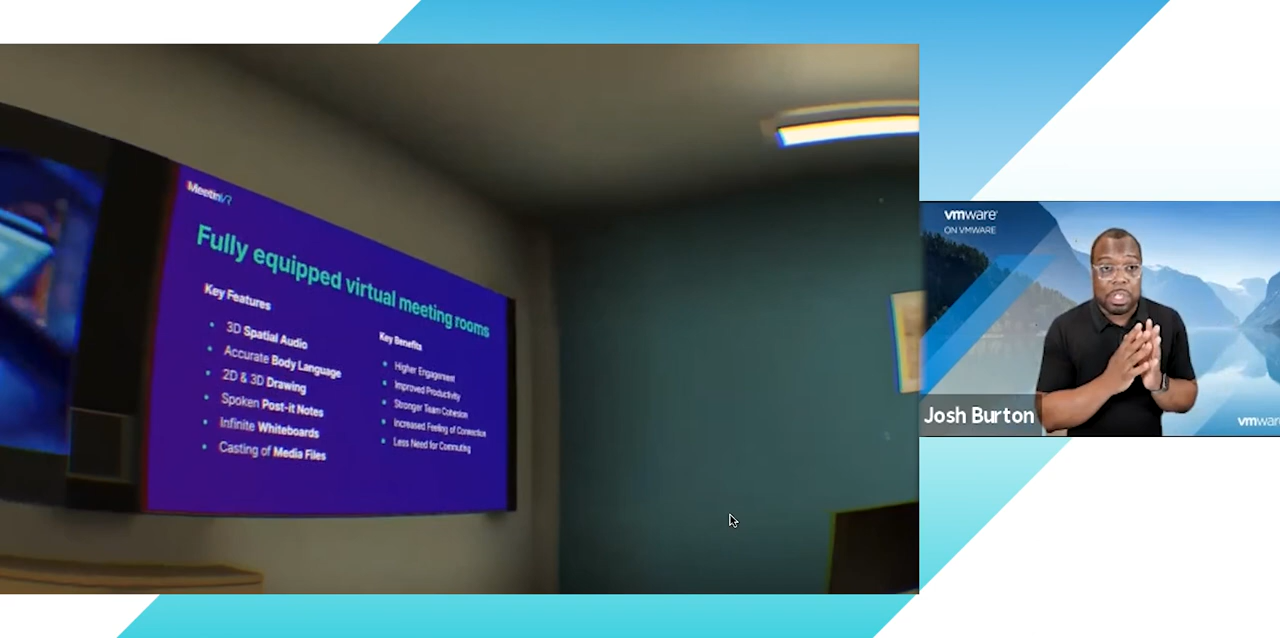 MeetinVR
Fully equipped virtual meeting rooms
Key Features
3D Spatial Audio
Accurate Body Language
2D & 3D Drawing
Spoken Post-it Notes
Infinite Whiteboards
Casting of Media Files
Key Benefits
Higher Engagement
Improved Productivity
Stronger Team Cohesion
Increased Feeling of Connection
Less Need for Commuting
vmware
ON VMWARE
Josh Burton
vmwar